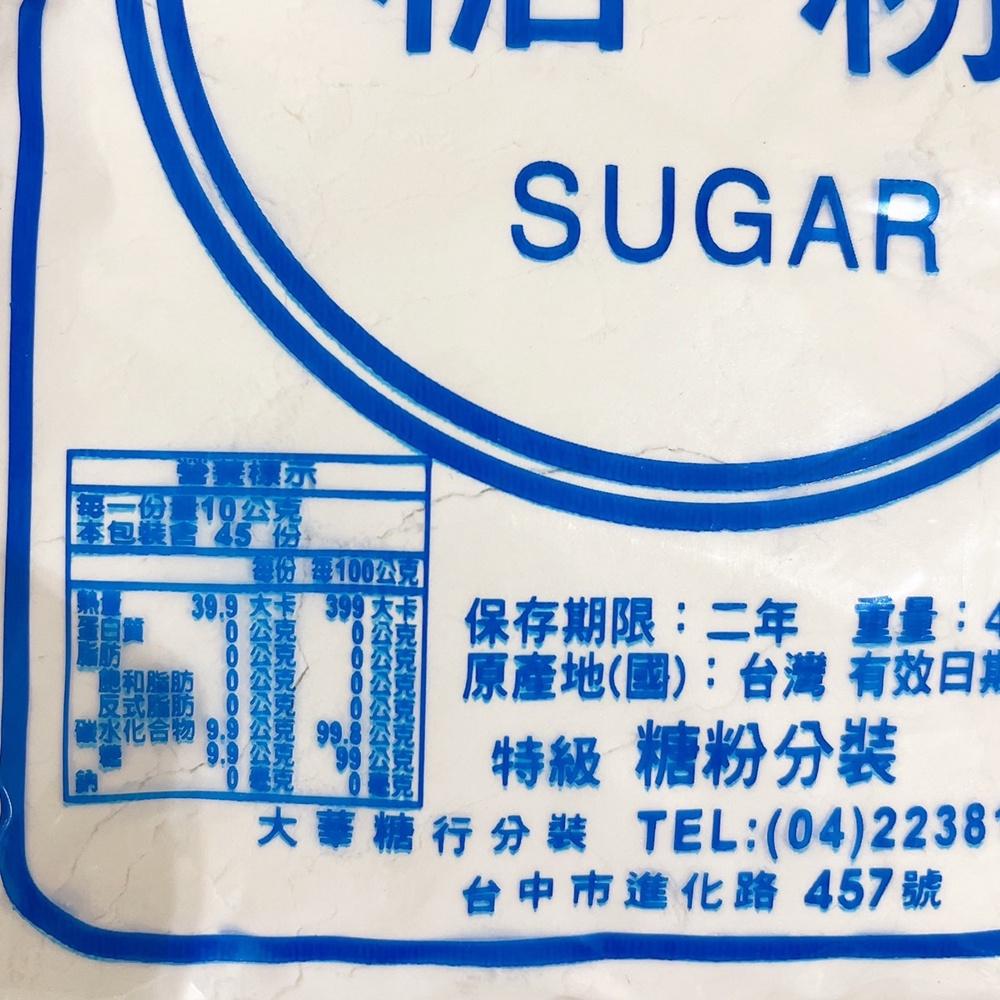 糖粉
SUGAR
營養標示
每一份量10公克
本包裝含 45 份
每份 每100公克
熱量 39.9 大卡 399 大卡
蛋白質 0 公克 0 公克
脂肪 0 公克 0 公克
飽和脂肪 0 公克 0 公克
反式脂肪 0 公克 0 公克
碳水化合物 9.9 公克 99.8 公克
糖 9.9 公克 99 公克
鈉 0 毫克 0 毫克
保存期限：二年 重量：4
原產地(國)：台灣 有效日期
特級 糖粉分裝
大華糖行分裝 TEL:(04)2238
台中市進化路 457號